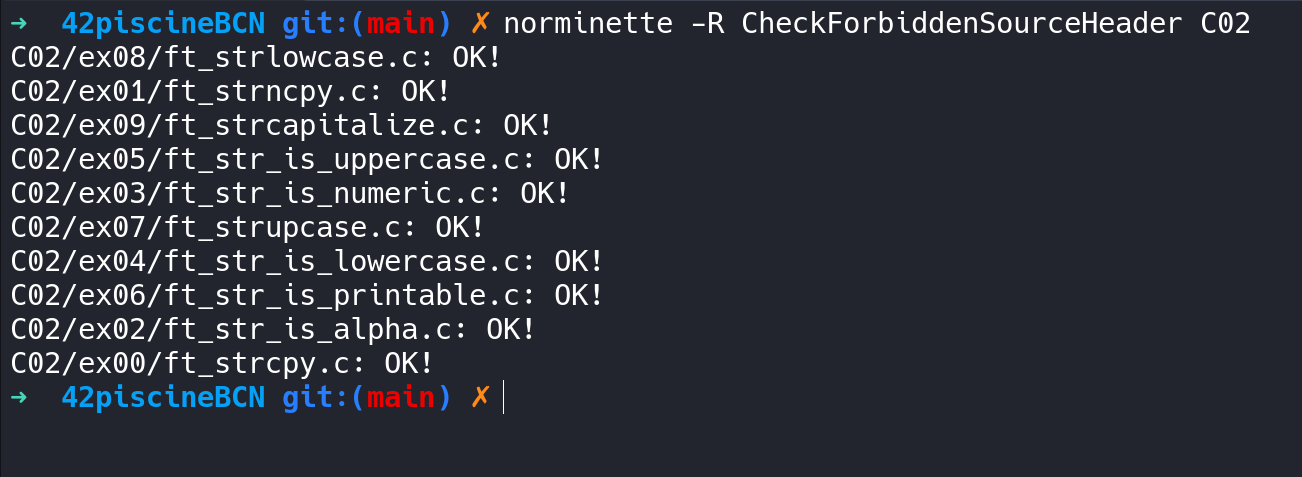 ➜  42piscineBCN git:(main) ✗ norminette -R CheckForbiddenSourceHeader C02
C02/ex08/ft_strlowcase.c: OK!
C02/ex01/ft_strncpy.c: OK!
C02/ex09/ft_strcapitalize.c: OK!
C02/ex05/ft_str_is_uppercase.c: OK!
C02/ex03/ft_str_is_numeric.c: OK!
C02/ex07/ft_strupcase.c: OK!
C02/ex04/ft_str_is_lowercase.c: OK!
C02/ex06/ft_str_is_printable.c: OK!
C02/ex02/ft_str_is_alpha.c: OK!
C02/ex00/ft_strcpy.c: OK!
➜  42piscineBCN git:(main) ✗